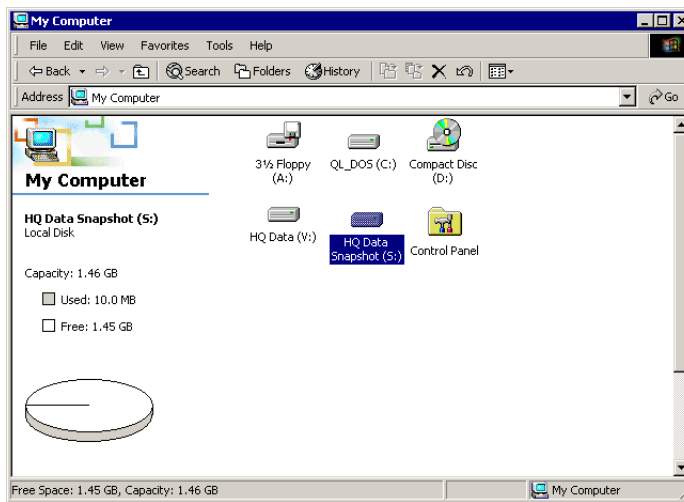 My Computer
File Edit View Favorites Tools Help
Back Search Folders History
Address My Computer Go
My Computer
HQ Data Snapshot (S:)
Local Disk
Capacity: 1.46 GB
Used: 10.0 MB
Free: 1.45 GB
3½ Floppy
(A:)
QL_DOS (C:)
Compact Disc
(D:)
HQ Data (V:)
HQ Data
Snapshot (S:)
Control Panel
Free Space: 1.45 GB, Capacity: 1.46 GB
My Computer